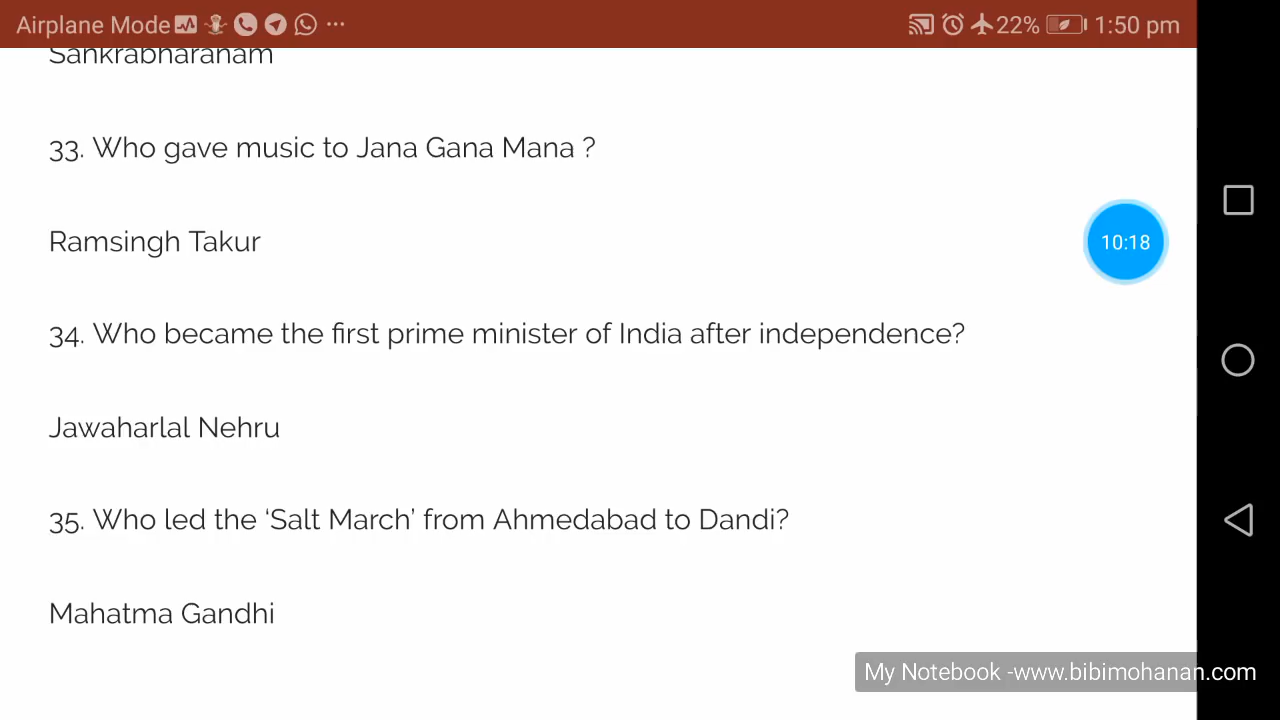 Airplane Mode ... 22% 1:50 pm
Sankrabharanam
33. Who gave music to Jana Gana Mana ?
Ramsingh Takur
10:18
34. Who became the first prime minister of India after independence?
Jawaharlal Nehru
35. Who led the ‘Salt March’ from Ahmedabad to Dandi?
Mahatma Gandhi
My Notebook -www.bibimohanan.com